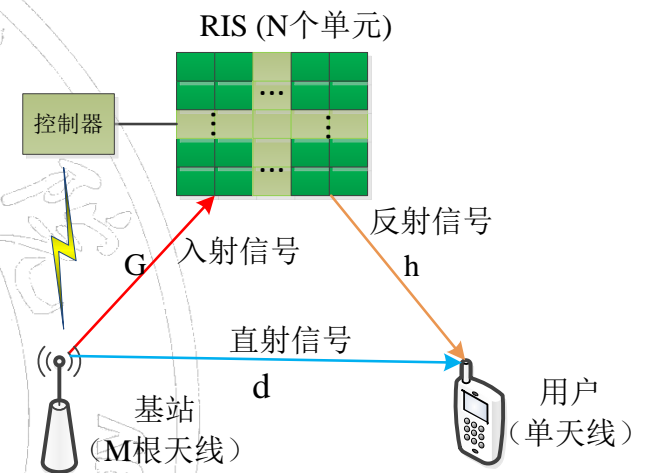 RIS (N个单元)
控制器
反射信号
入射信号
G
h
直射信号
d
基站
（M根天线）
用户
（单天线）